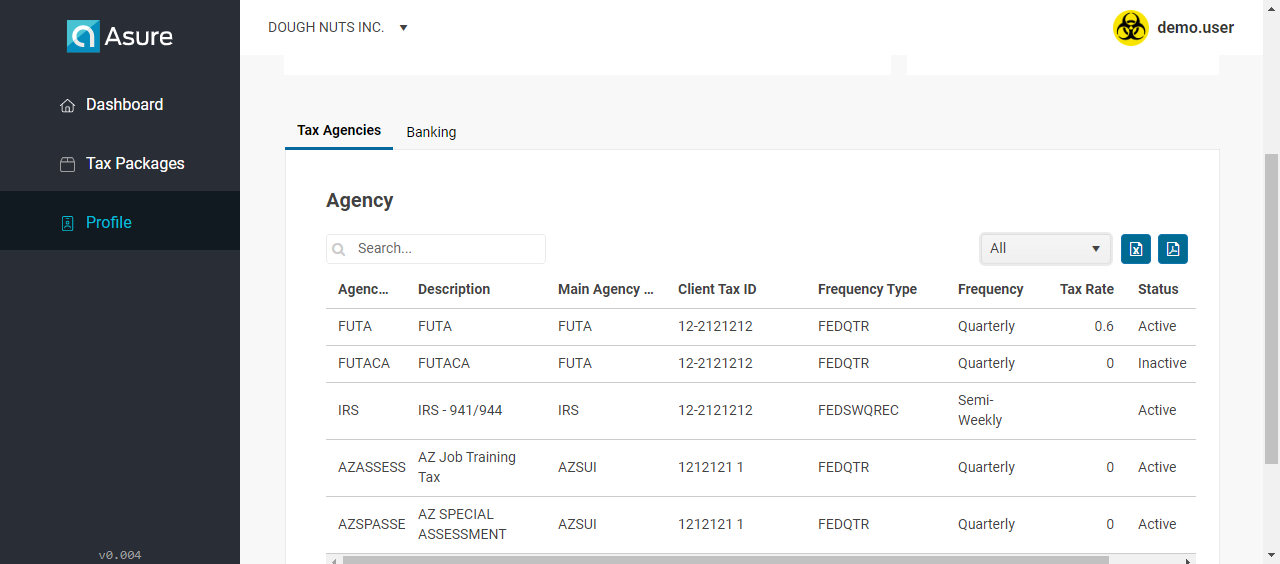 Asure
DOUGH NUTS INC.
demo.user
Dashboard
Tax Packages
Profile
v0.004
Tax Agencies Banking
Agency
Search...
All
Agenc... Description Main Agency ... Client Tax ID Frequency Type Frequency Tax Rate Status
FUTA FUTA FUTA 12-2121212 FEDQTR Quarterly 0.6 Active
FUTACA FUTACA FUTA 12-2121212 FEDQTR Quarterly 0 Inactive
IRS IRS - 941/944 IRS 12-2121212 FEDSWQREC Semi-
Weekly Active
AZASSESS AZ Job Training
Tax AZSUI 1212121 1 FEDQTR Quarterly 0 Active
AZSPASSE AZ SPECIAL
ASSESSMENT AZSUI 1212121 1 FEDQTR Quarterly 0 Active